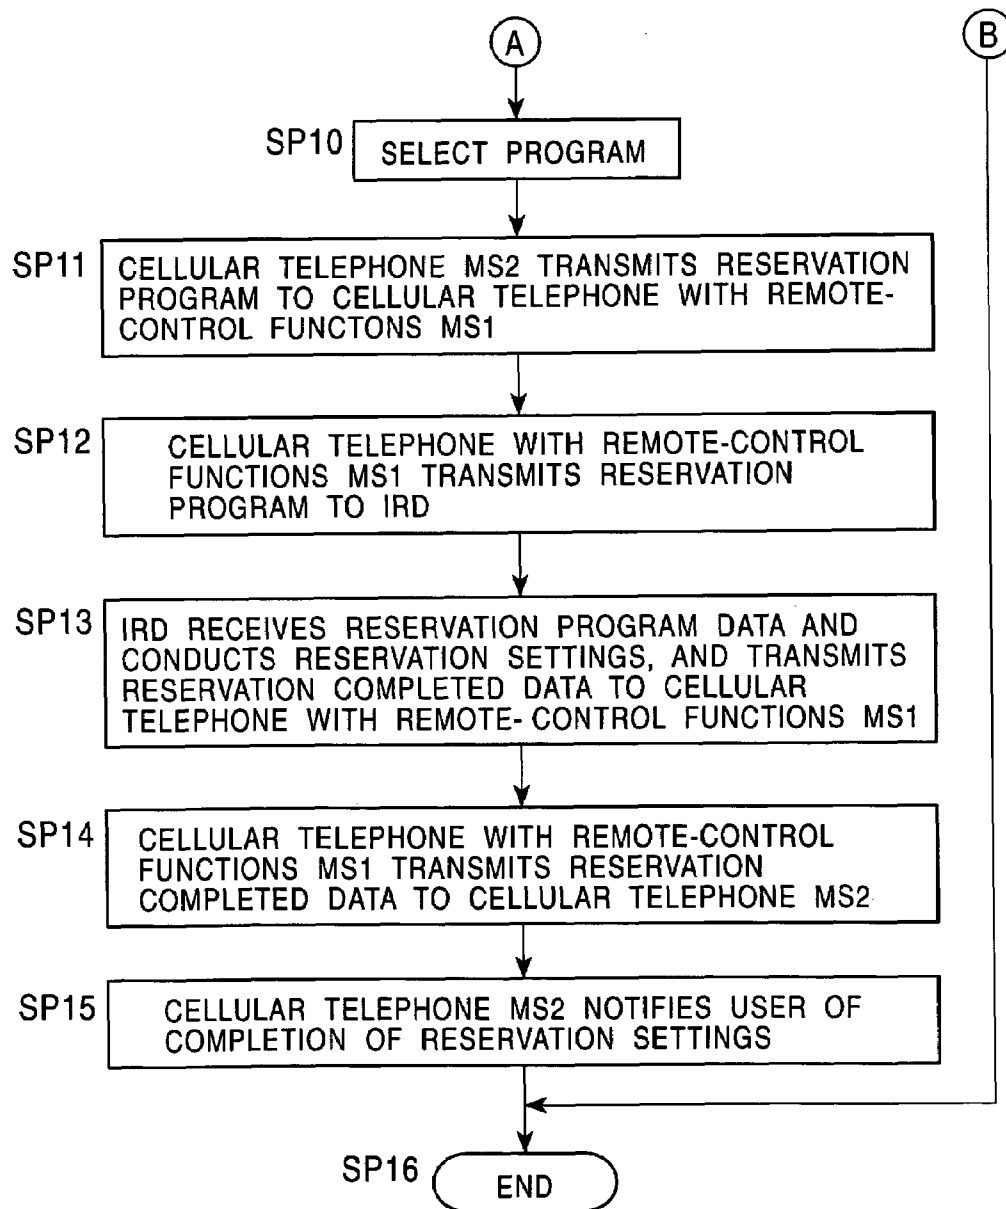 A
B
SP10
SELECT PROGRAM
SP11
CELLULAR TELEPHONE MS2 TRANSMITS RESERVATION
PROGRAM TO CELLULAR TELEPHONE WITH REMOTE-
CONTROL FUNCTONS MS1
SP12
CELLULAR TELEPHONE WITH REMOTE-CONTROL
FUNCTIONS MS1 TRANSMITS RESERVATION
PROGRAM TO IRD
SP13
IRD RECEIVES RESERVATION PROGRAM DATA AND
CONDUCTS RESERVATION SETTINGS, AND TRANSMITS
RESERVATION COMPLETED DATA TO CELLULAR
TELEPHONE WITH REMOTE-CONTROL FUNCTIONS MS1
SP14
CELLULAR TELEPHONE WITH REMOTE-CONTROL
FUNCTIONS MS1 TRANSMITS RESERVATION
COMPLETED DATA TO CELLULAR TELEPHONE MS2
SP15
CELLULAR TELEPHONE MS2 NOTIFIES USER OF
COMPLETION OF RESERVATION SETTINGS
SP16
END